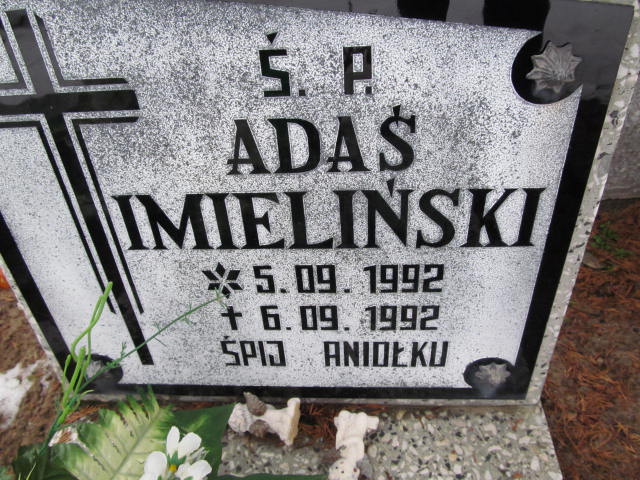 Ś. P.
ADAŚ
IMIELIŃSKI
* 5.09.1992
✝ 6.09.1992
ŚPIJ ANIOŁKU